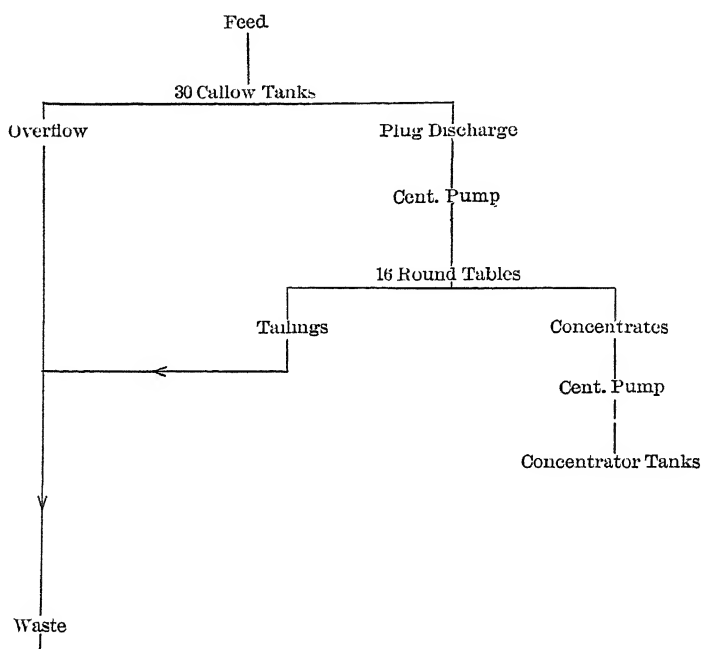 Feed
30 Callow Tanks
Overflow
Plug Discharge
Cent. Pump
16 Round Tables
Tailings
Concentrates
Cent. Pump
Concentrator Tanks
Waste